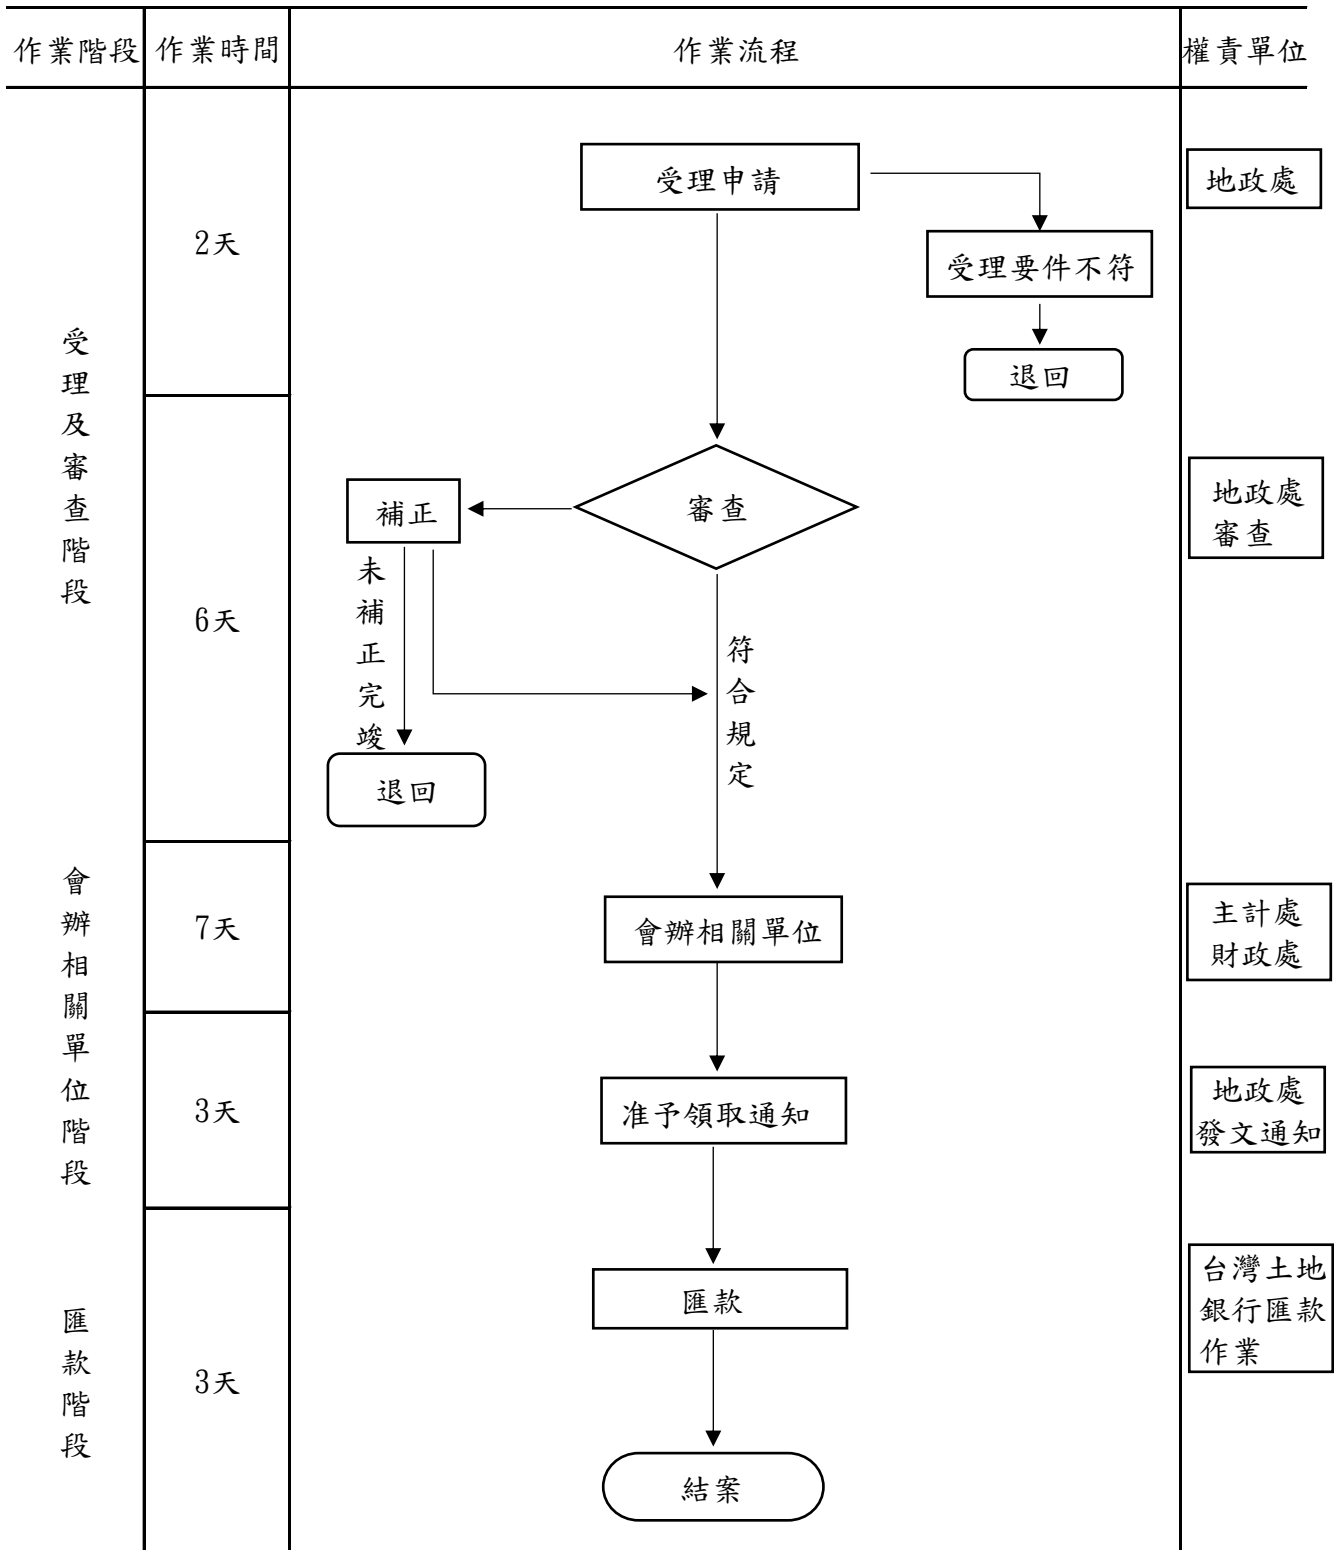 作業階段
作業時間
作業流程
權責單位
受理及審查階段
2天
受理申請
地政處
受理要件不符
退回
6天
審查
補正
地政處
審查
未補正完竣
符合規定
退回
會辦相關單位階段
7天
會辦相關單位
主計處
財政處
3天
准予領取通知
地政處
發文通知
匯款階段
3天
匯款
台灣土地
銀行匯款
作業
結案